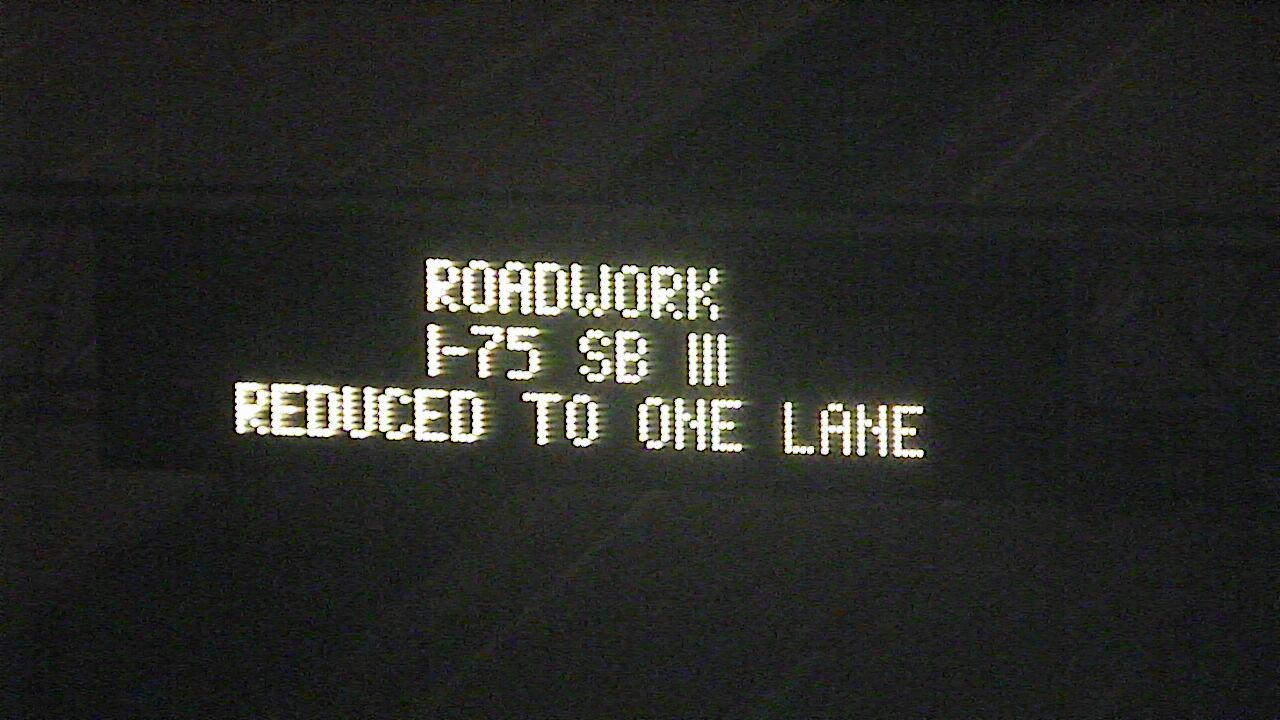 ROADWORK
I-75 SB III
REDUCED TO ONE LANE